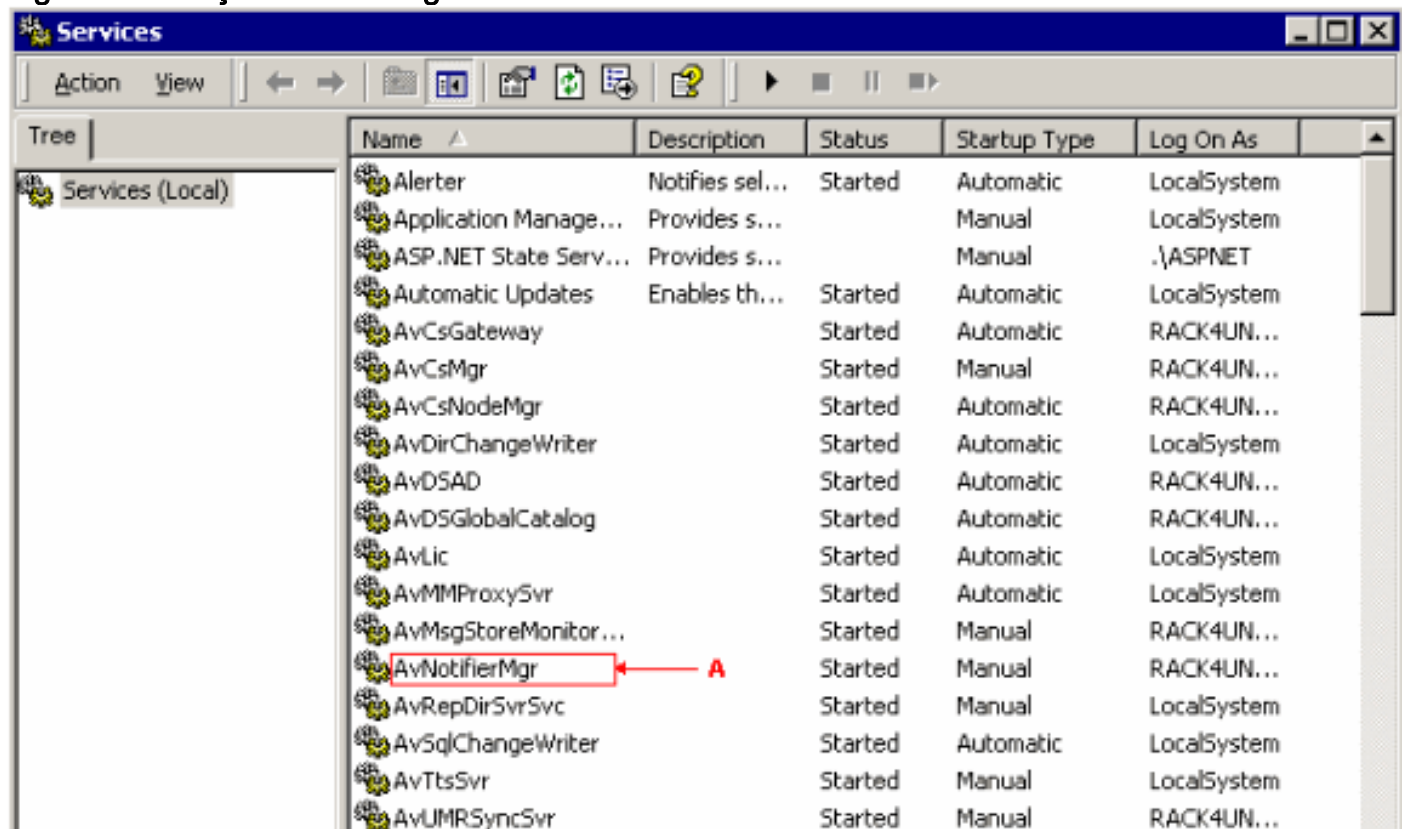 Services
Action View
Tree
Services (Local)
Name Description Status Startup Type Log On As
Alerter Notifies sel... Started Automatic LocalSystem
Application Manage... Provides s... Manual LocalSystem
ASP.NET State Serv... Provides s... Manual .\ASPNET
Automatic Updates Enables th... Started Automatic LocalSystem
AvCsGateway Started Automatic RACK4UN...
AvCsMgr Started Manual RACK4UN...
AvCsNodeMgr Started Automatic RACK4UN...
AvDirChangeWriter Started Automatic LocalSystem
AvDSAD Started Automatic RACK4UN...
AvDSGlobalCatalog Started Automatic RACK4UN...
AvLic Started Automatic LocalSystem
AvMMProxySvr Started Automatic LocalSystem
AvMsgStoreMonitor... Started Manual RACK4UN...
AvNotifierMgr A Started Manual RACK4UN...
AvRepDirSvrSvc Started Manual LocalSystem
AvSqlChangeWriter Started Automatic LocalSystem
AvTtsSvr Started Manual LocalSystem
AvUMRSyncSvr Started Manual RACK4UN...